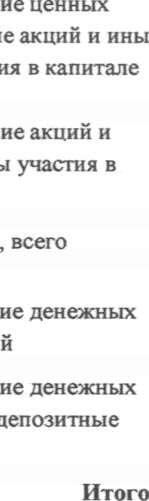 ие ценных
ие акций и ины
ия в капитале
ие акций и
ы участия в
, всего
ие денежных
й
ие денежных
депозитные
Итого